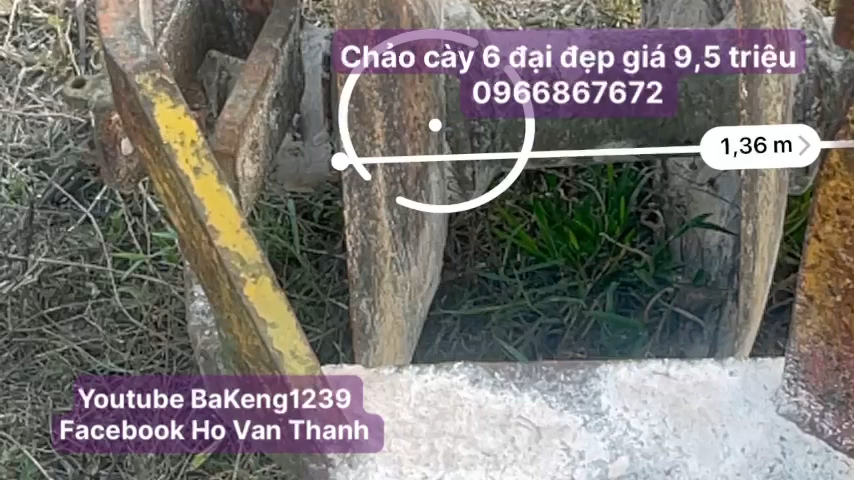 Chảo cày 6 đại đẹp giá 9,5 triệu
0966867672
1,36 m
Youtube BaKeng1239
Facebook Ho Van Thanh